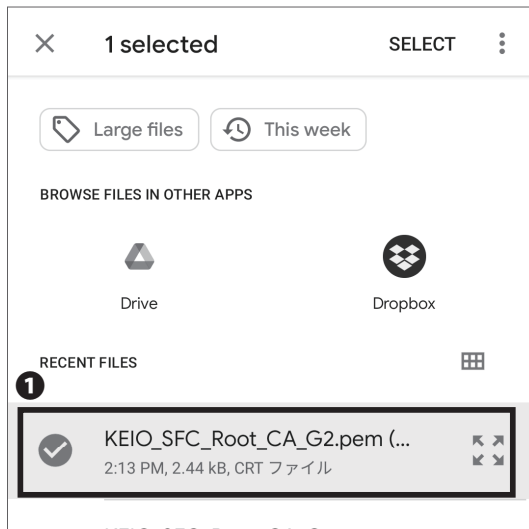 1 selected SELECT
Large files This week
BROWSE FILES IN OTHER APPS
Drive Dropbox
RECENT FILES
1
KEIO_SFC_Root_CA_G2.pem (...
2:13 PM, 2.44 kB, CRT ファイル